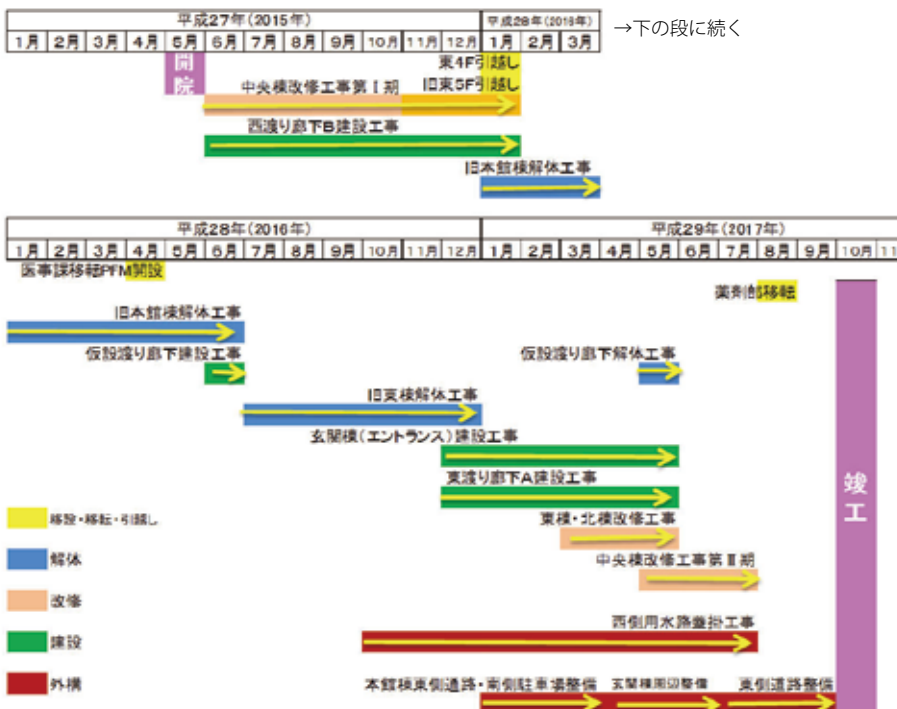 平成27年(2015年) 平成28年(2016年)
1月 2月 3月 4月 5月 6月 7月 8月 9月 10月 11月 12月 1月 2月 3月
→下の段に続く
開院
東4F引越し
中央棟改修工事第Ⅰ期 旧東5F引越し
西渡り廊下B建設工事
旧本館棟解体工事
平成28年(2016年) 平成29年(2017年)
1月 2月 3月 4月 5月 6月 7月 8月 9月 10月 11月 12月 1月 2月 3月 4月 5月 6月 7月 8月 9月 10月 11
医事課移転PFM開設
薬剤部移転
旧本館棟解体工事
仮設渡り廊下建設工事 仮設渡り廊下解体工事
旧東棟解体工事
玄関棟(エントランス)建設工事
東渡り廊下A建設工事
竣工
移設・移転・引越し
東棟・北棟改修工事
解体
中央棟改修工事第Ⅱ期
改修
西側用水路蓋掛工事
建設
外構
本館棟東側通路・南側駐車場整備 玄関棟周辺整備 東側道路整備